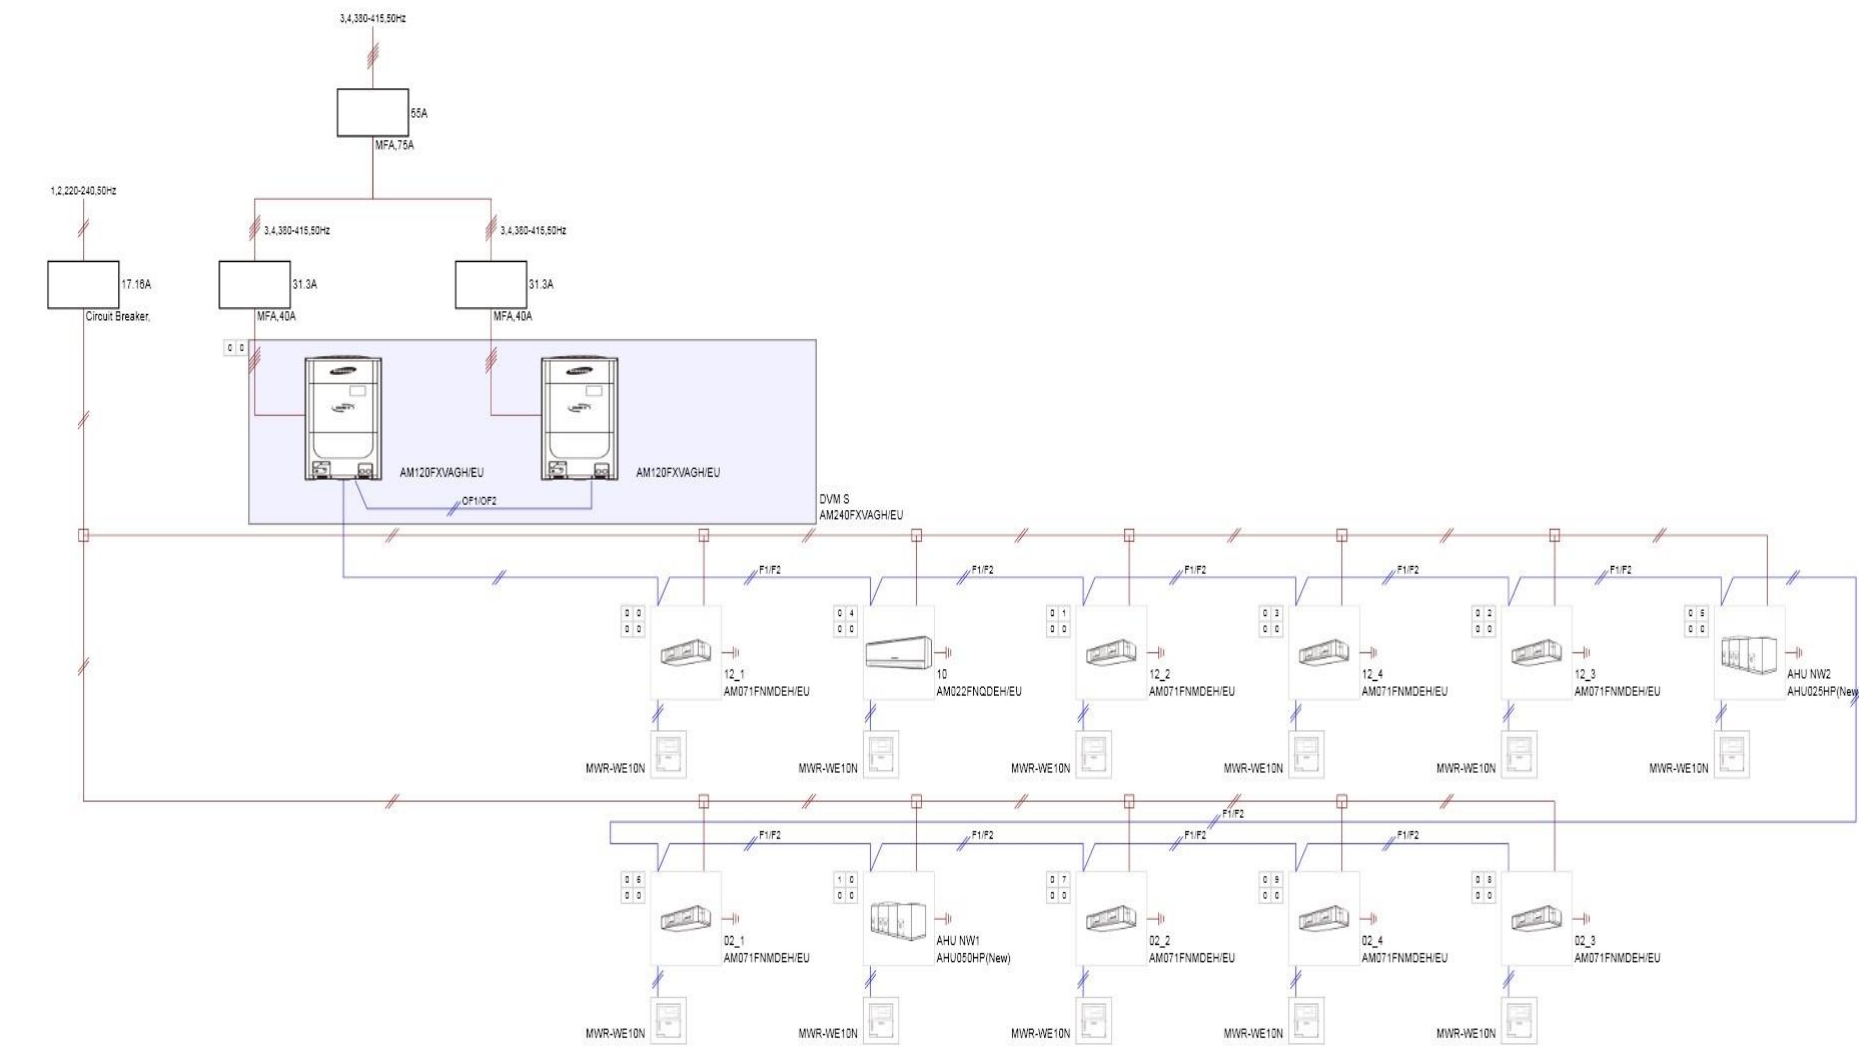 3,4,380-415,50Hz
55A
MFA,75A
1,2,220-240,50Hz
3,4,380-415,50Hz
3,4,380-415,50Hz
17.16A
31.3A
31.3A
Circuit Breaker,
MFA,40A
MFA,40A
0 0
AM120FXVAGH/EU
AM120FXVAGH/EU
OF1/OF2
DVM S
AM240FXVAGH/EU
F1/F2
F1/F2
F1/F2
F1/F2
F1/F2
0 0
0 0
0 4
0 0
0 1
0 0
0 3
0 0
0 2
0 0
0 5
0 0
12_1
AM071FNMDEH/EU
10
AM022FNQDEH/EU
12_2
AM071FNMDEH/EU
12_4
AM071FNMDEH/EU
12_3
AM071FNMDEH/EU
AHU NW2
AHU025HP(New
MWR-WE10N
MWR-WE10N
MWR-WE10N
MWR-WE10N
MWR-WE10N
MWR-WE10N
F1/F2
F1/F2
F1/F2
F1/F2
F1/F2
0 6
0 0
1 0
0 0
0 7
0 0
0 9
0 0
0 8
0 0
02_1
AM071FNMDEH/EU
AHU NW1
AHU050HP(New)
02_2
AM071FNMDEH/EU
02_4
AM071FNMDEH/EU
02_3
AM071FNMDEH/EU
MWR-WE10N
MWR-WE10N
MWR-WE10N
MWR-WE10N
MWR-WE10N